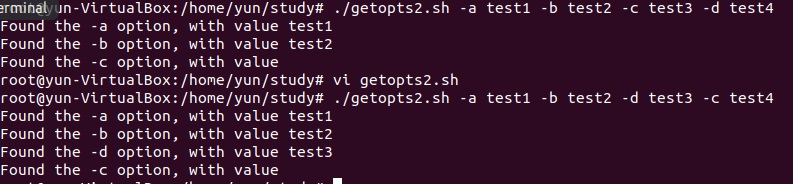 erminal yun-VirtualBox:/home/yun/study# ./getopts2.sh -a test1 -b test2 -c test3 -d test4
Found the -a option, with value test1
Found the -b option, with value test2
Found the -c option, with value
root@yun-VirtualBox:/home/yun/study# vi getopts2.sh
root@yun-VirtualBox:/home/yun/study# ./getopts2.sh -a test1 -b test2 -d test3 -c test4
Found the -a option, with value test1
Found the -b option, with value test2
Found the -d option, with value test3
Found the -c option, with value